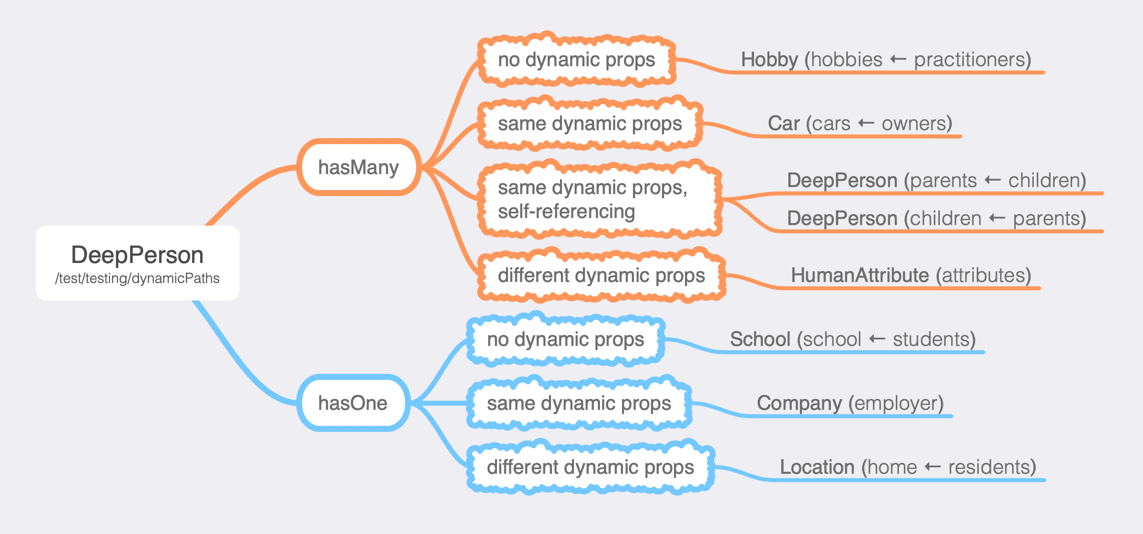 DeepPerson
/test/testing/dynamicPaths
hasMany
no dynamic props
Hobby (hobbies ← practitioners)
same dynamic props
Car (cars ← owners)
same dynamic props,
self-referencing
DeepPerson (parents ← children)
DeepPerson (children ← parents)
different dynamic props
HumanAttribute (attributes)
hasOne
no dynamic props
School (school ← students)
same dynamic props
Company (employer)
different dynamic props
Location (home ← residents)